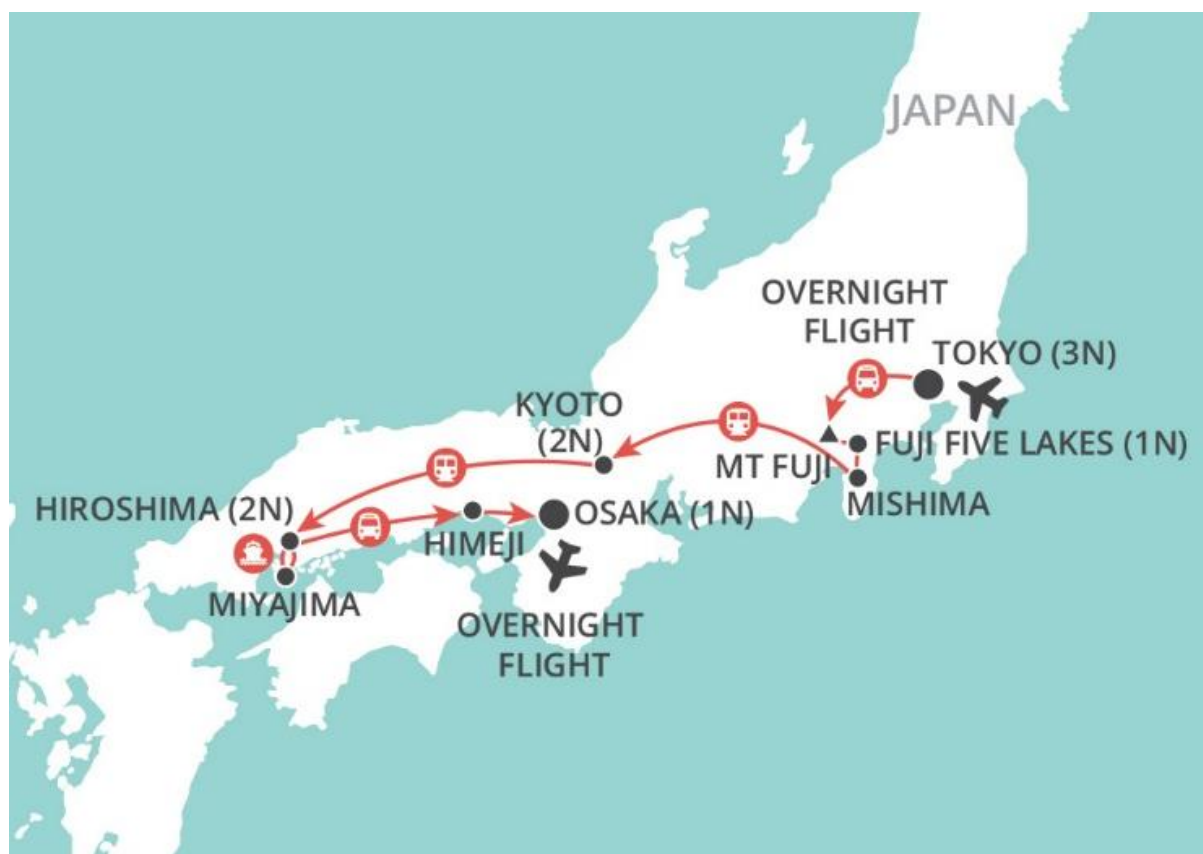 JAPAN
OVERNIGHT
FLIGHT
TOKYO (3N)
KYOTO
(2N)
FUJI FIVE LAKES (1N)
MT FUJI
MISHIMA
HIROSHIMA (2N)
OSAKA (1N)
HIMEJI
MIYAJIMA
OVERNIGHT
FLIGHT